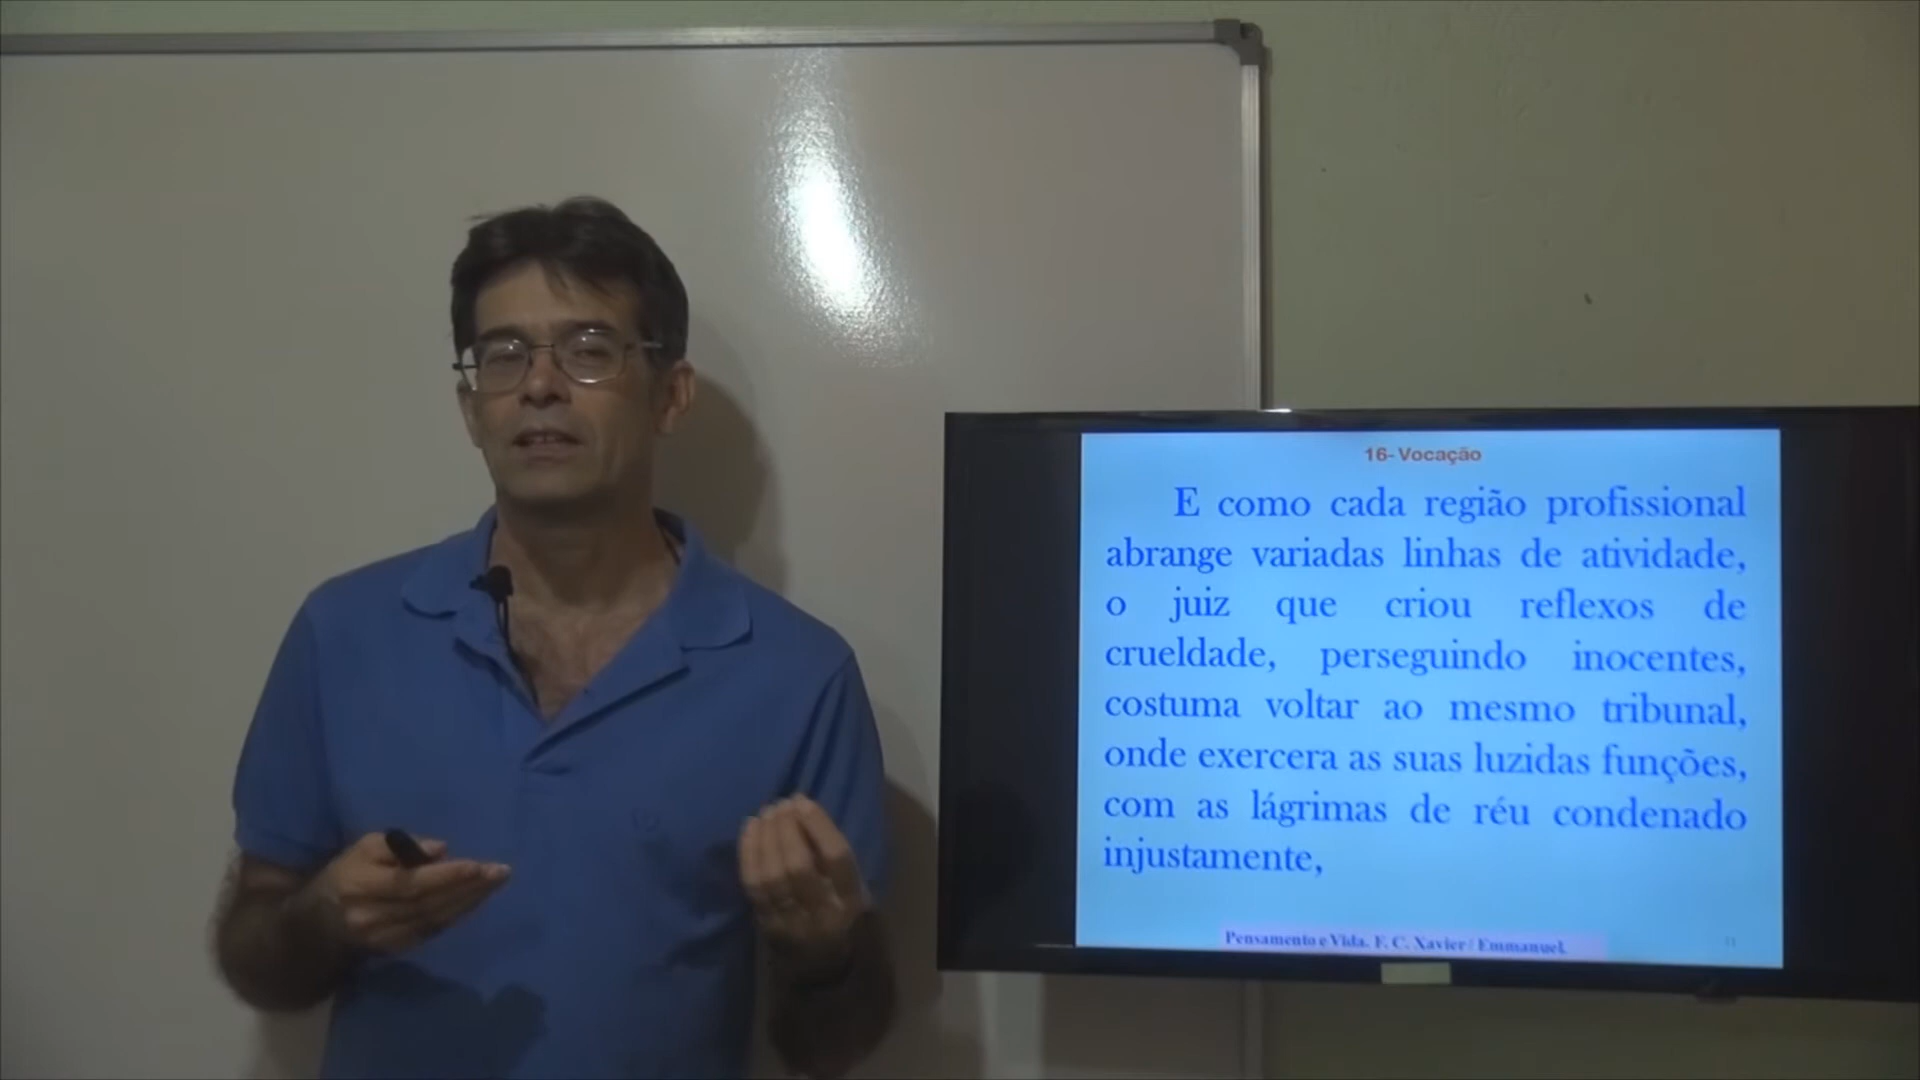 16- Vocação
E como cada região profissional
abrange variadas linhas de atividade,
o juiz que criou reflexos de
crueldade, perseguindo inocentes,
costuma voltar ao mesmo tribunal,
onde exercera as suas luzidas funções,
com as lágrimas de réu condenado
injustamente,
Pensamento e Vida. F. C. Xavier / Emmanuel.